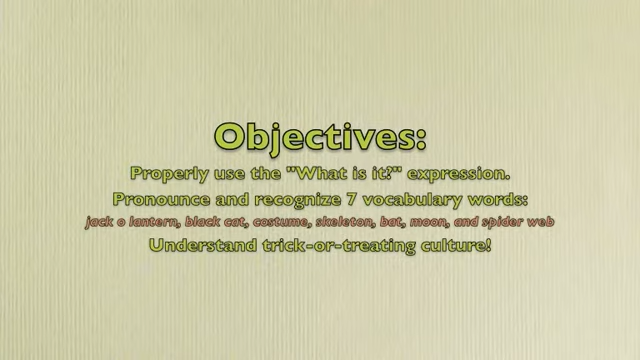 Objectives:
Properly use the "What is it?" expression.
Pronounce and recognize 7 vocabulary words:
jack o lantern, black cat, costume, skeleton, bat, moon, and spider web
Understand trick-or-treating culture!